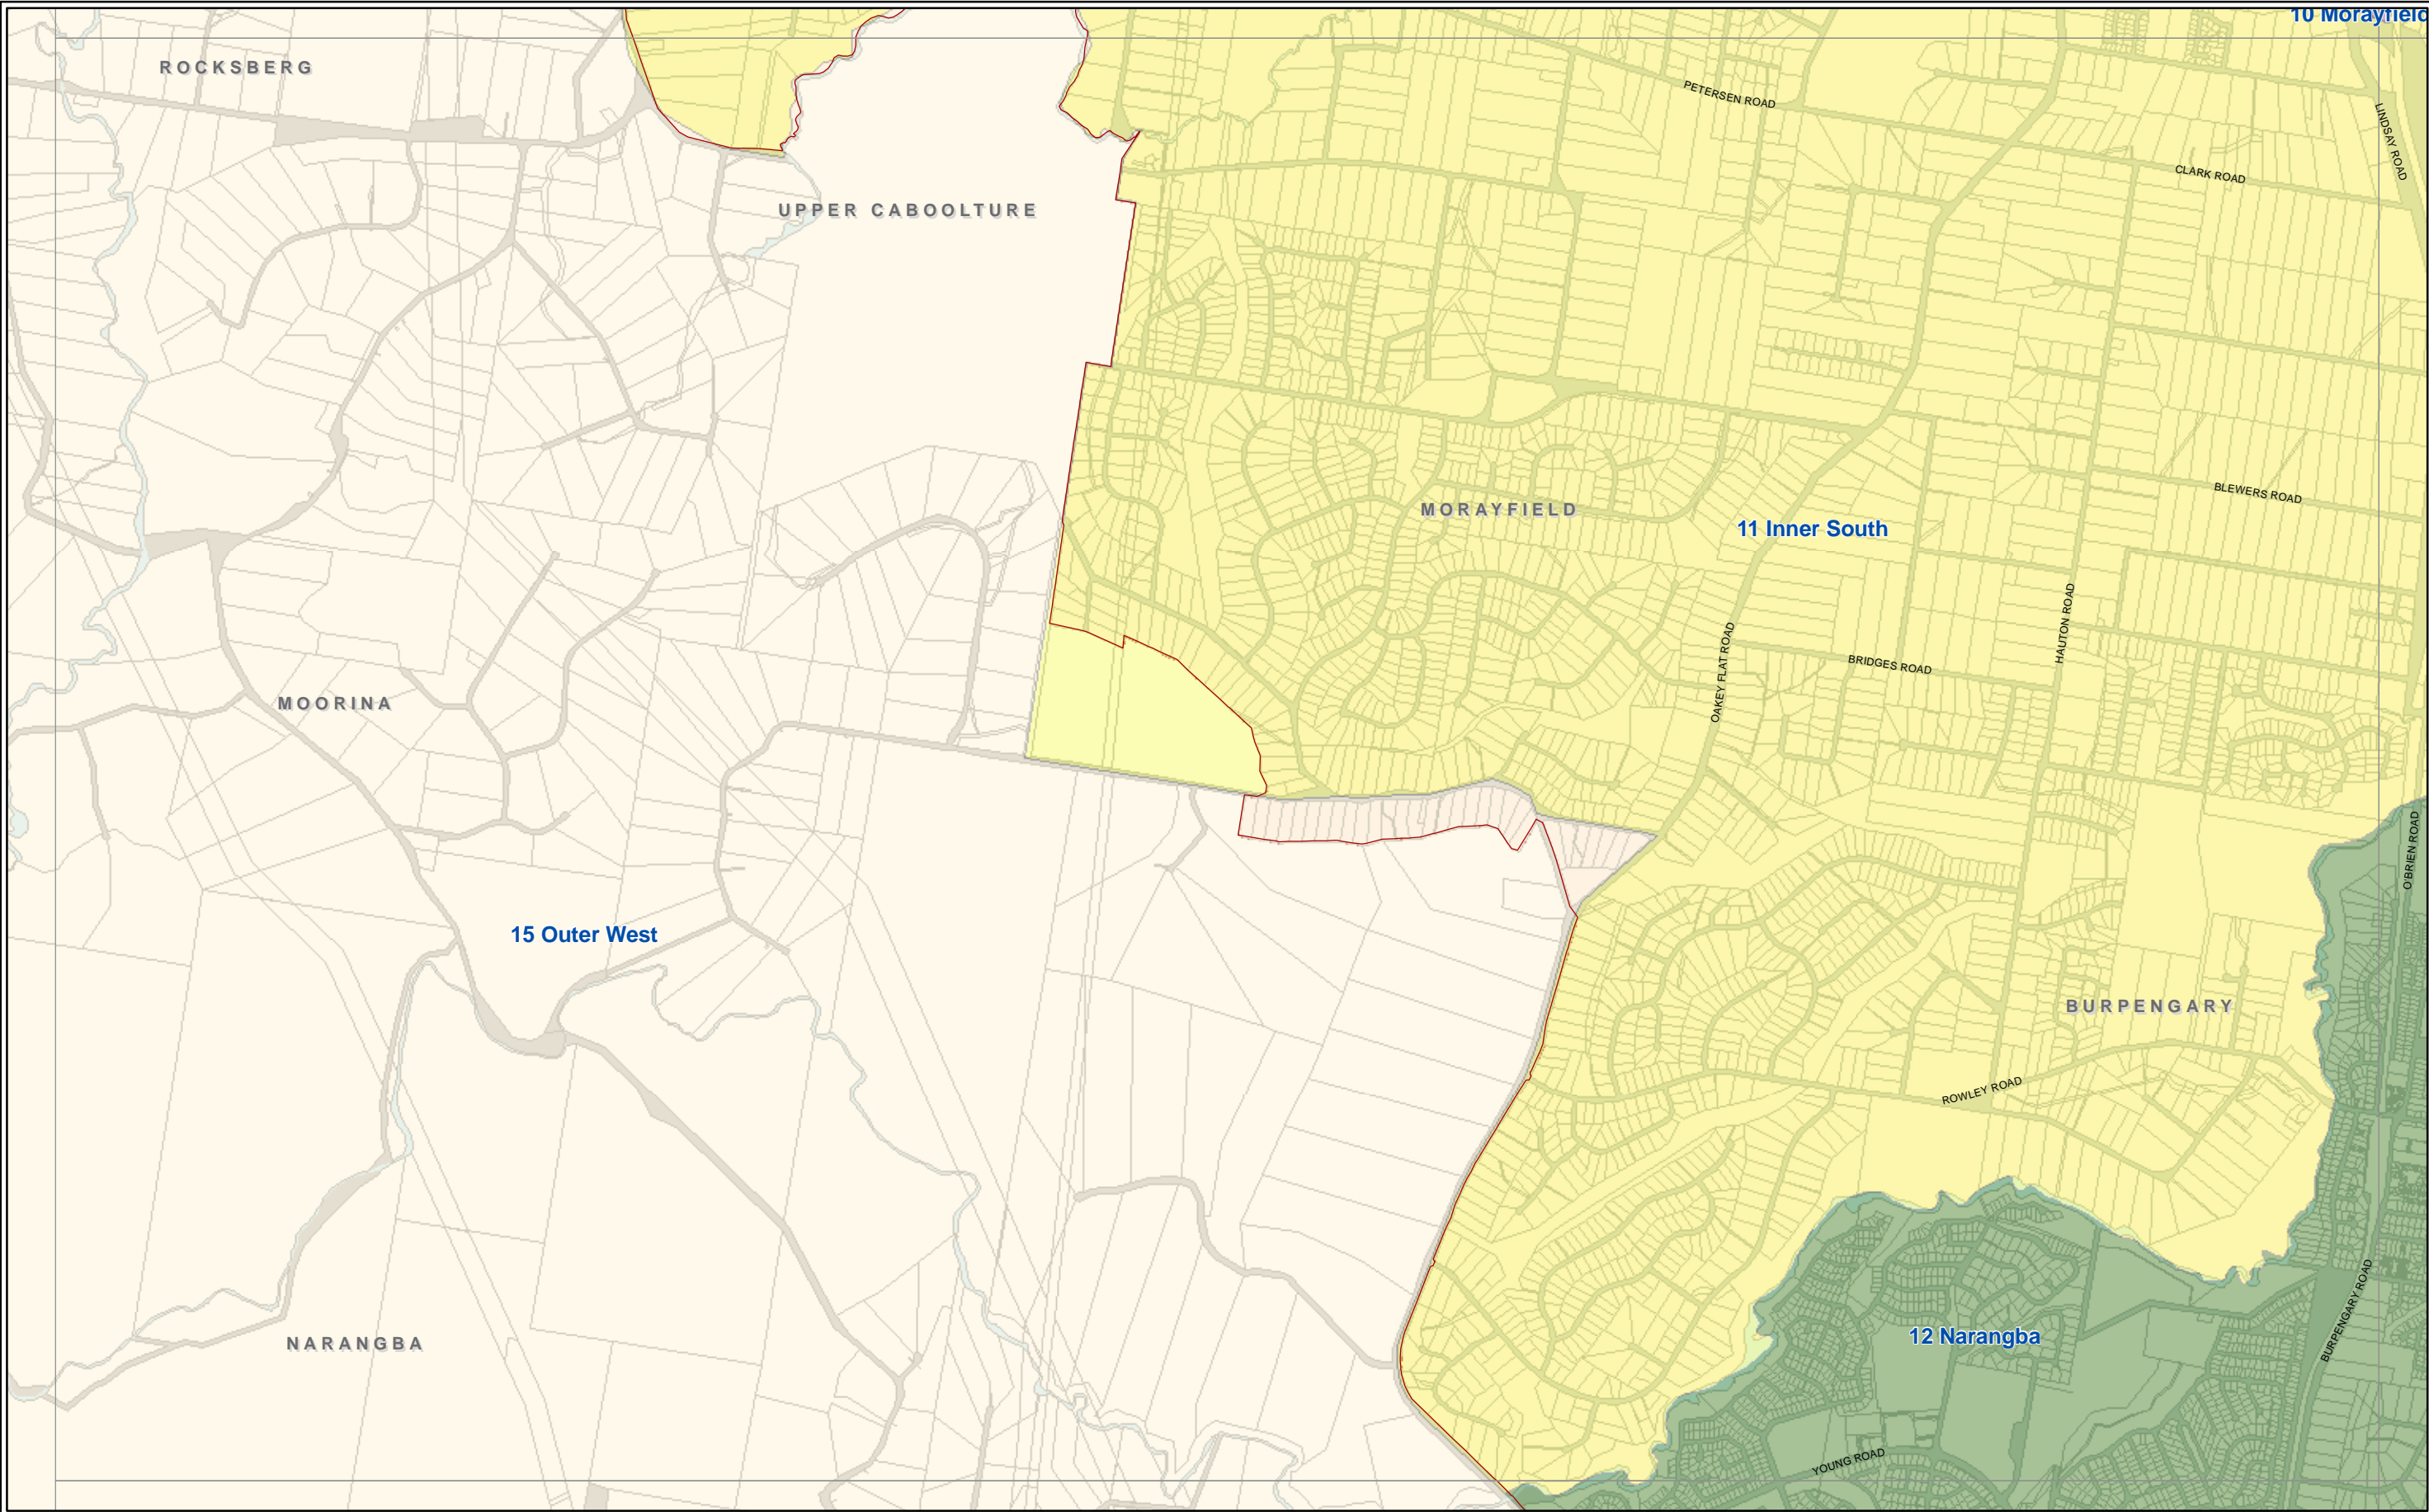 10 Morayfield
ROCKSBERG
PETERSEN ROAD
LINDSAY ROAD
CLARK ROAD
UPPER CABOOLTURE
BLEWERS ROAD
MORAYFIELD
11 Inner South
HAUTON ROAD
OAKEY FLAT ROAD
BRIDGES ROAD
MOORINA
O'BRIEN ROAD
15 Outer West
BURPENGARY
ROWLEY ROAD
BURPENGARY ROAD
12 Narangba
NARANGBA
YOUNG ROAD